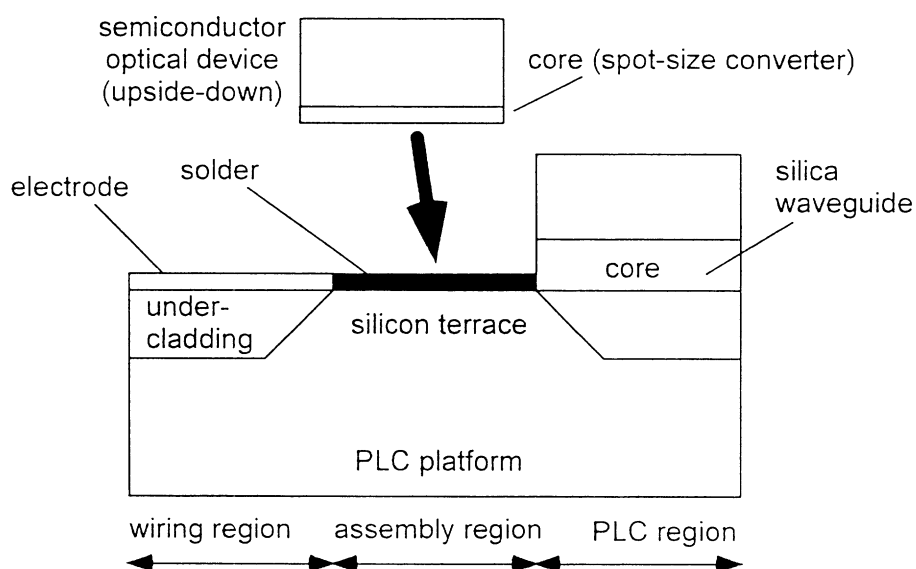 semiconductor
optical device
(upside-down)
core (spot-size converter)
solder
electrode
silica
waveguide
core
under-
cladding
silicon terrace
PLC platform
wiring region
assembly region
PLC region